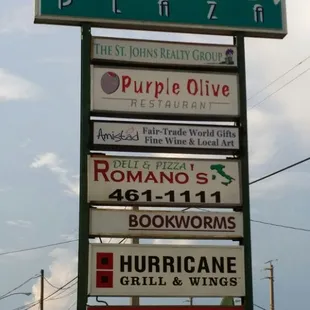 PLAZA
THE ST. JOHNS REALTY GROUP
Purple Olive
RESTAURANT
Amistad
Fair-Trade World Gifts
Fine Wine & Local Art
DELI & PIZZA
ROMANO'S
461-1111
BOOKWORMS
HURRICANE
GRILL & WINGS